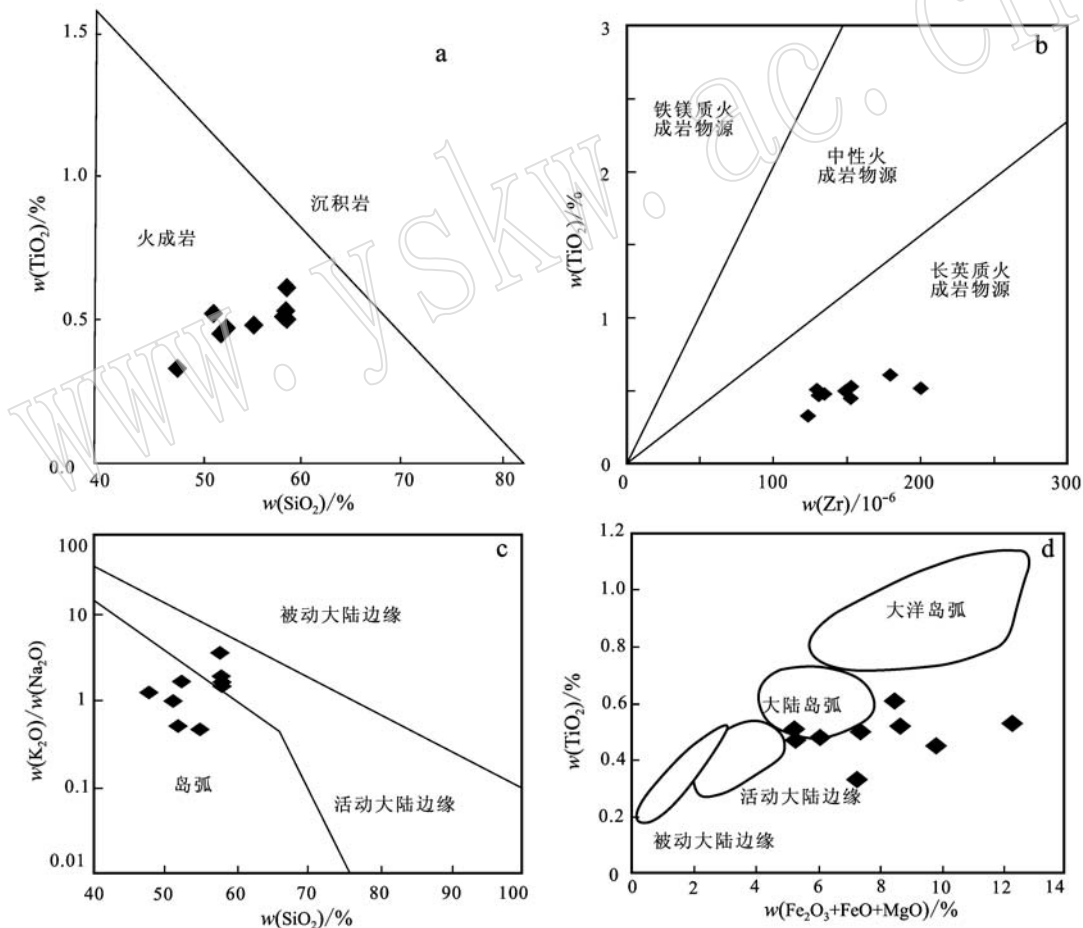 a
1.5
1.0
0.5
0.0
w(TiO₂)/%
火成岩
沉积岩
40
50
60
70
80
w(SiO₂)/%
b
3
2
1
0
w(TiO₂)/%
铁镁质火
成岩物源
中性火
成岩物源
长英质火
成岩物源
0
100
200
300
w(Zr)/10⁻⁶
c
100
10
1
0.1
0.01
w(K₂O)/w(Na₂O)
被动大陆边缘
岛弧
活动大陆边缘
40
50
60
70
80
90
100
w(SiO₂)/%
d
1.2
1.0
0.8
0.6
0.4
0.2
0
w(TiO₂)/%
大洋岛弧
大陆岛弧
活动大陆边缘
被动大陆边缘
0
2
4
6
8
10
12
14
w(Fe₂O₃+FeO+MgO)/%
www.yskw.ac.cn